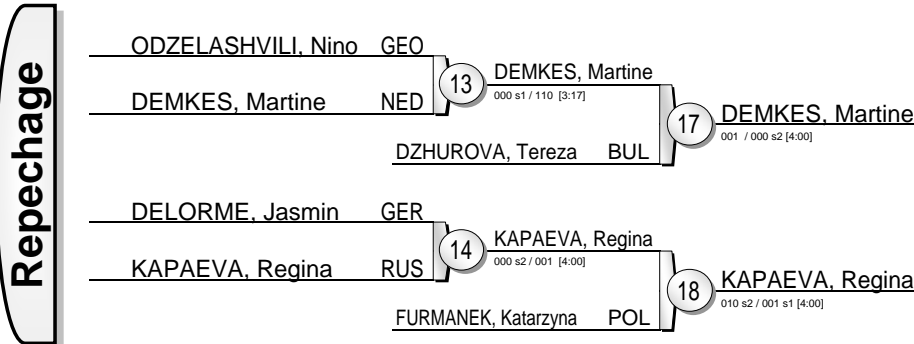 Repechage
ODZELASHVILI, Nino GEO
DEMKES, Martine NED
13
DEMKES, Martine
000 s1 / 110 [3:17]
DZHUROVA, Tereza BUL
17
DEMKES, Martine
001 / 000 s2 [4:00]
DELORME, Jasmin GER
KAPAEVA, Regina RUS
14
KAPAEVA, Regina
000 s2 / 001 [4:00]
FURMANEK, Katarzyna POL
18
KAPAEVA, Regina
010 s2 / 001 s1 [4:00]